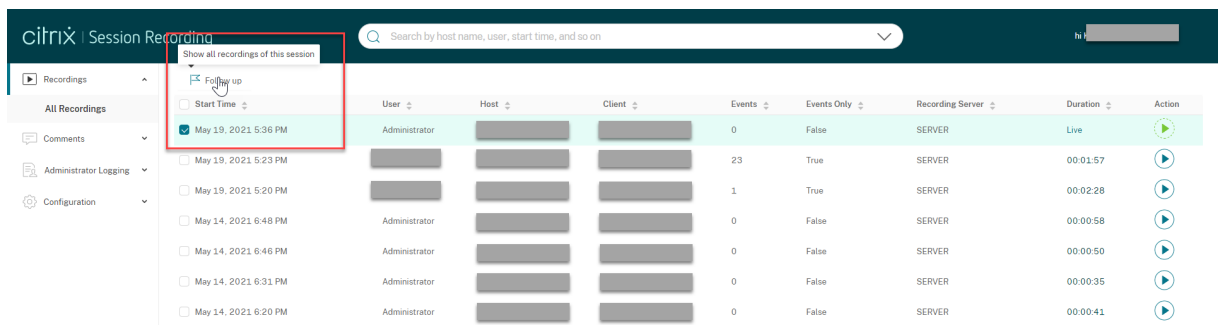 citrix | Session Recording
Search by host name, user, start time, and so on
hi
Show all recordings of this session
Recordings
Follow up
All Recordings
Start Time User Host Client Events Events Only Recording Server Duration Action
May 19, 2021 5:36 PM Administrator 0 False SERVER Live
Comments
May 19, 2021 5:23 PM 23 True SERVER 00:01:57
Administrator Logging
May 19, 2021 5:20 PM 1 True SERVER 00:02:28
Configuration
May 14, 2021 6:48 PM Administrator 0 False SERVER 00:00:58
May 14, 2021 6:46 PM Administrator 0 False SERVER 00:00:50
May 14, 2021 6:31 PM Administrator 0 False SERVER 00:00:35
May 14, 2021 6:20 PM Administrator 0 False SERVER 00:00:41